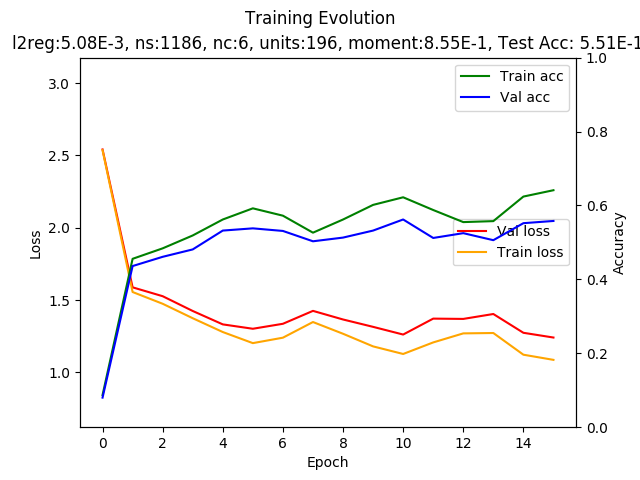 Training Evolution
l2reg:5.08E-3, ns:1186, nc:6, units:196, moment:8.55E-1, Test Acc: 5.51E-1
Train acc
Val acc
Val loss
Train loss
Loss
3.0
2.5
2.0
1.5
1.0
Accuracy
1.0
0.8
0.6
0.4
0.2
0.0
0 2 4 6 8 10 12 14
Epoch